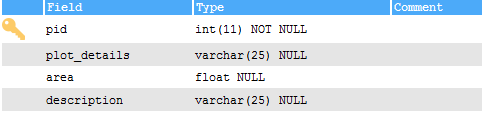 Field Type Comment
pid int(11) NOT NULL
plot_details varchar(25) NULL
area float NULL
description varchar(25) NULL